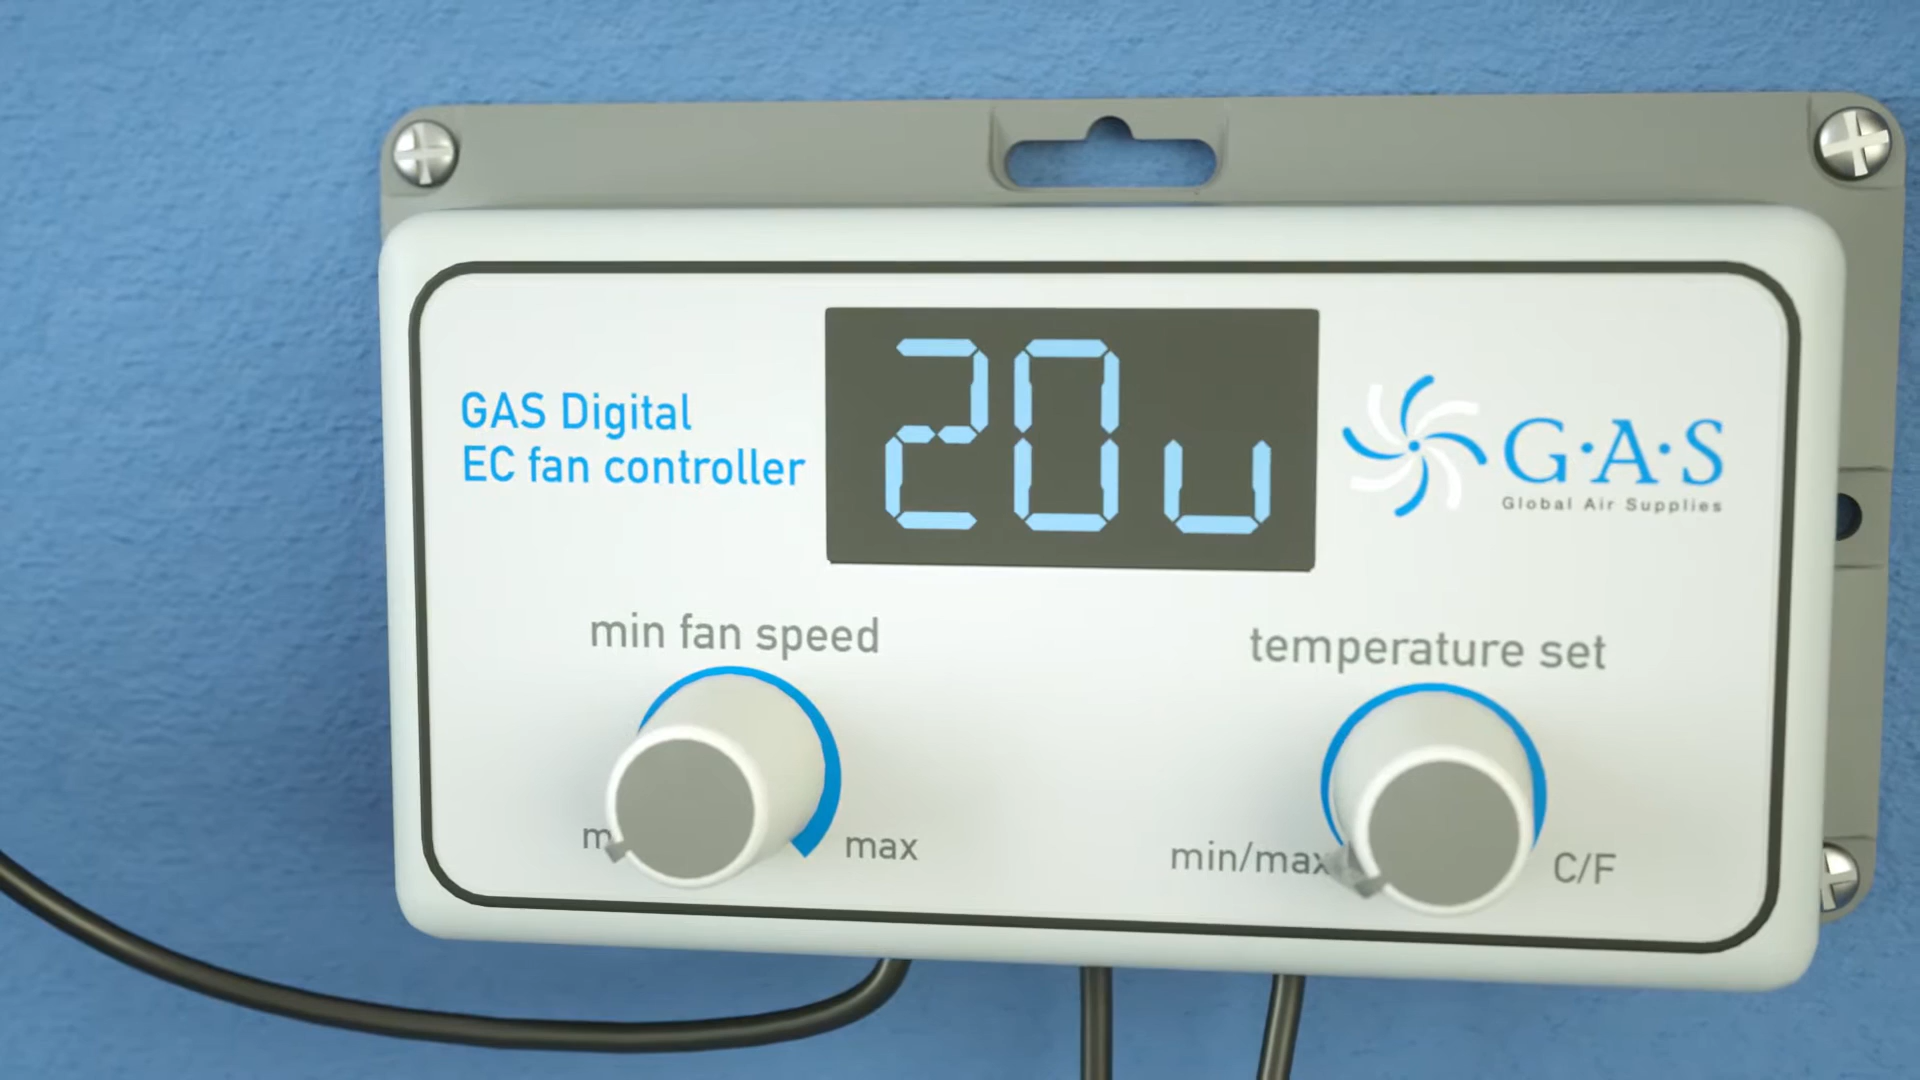 GAS Digital
EC fan controller
20u
G·A·S
Global Air Supplies
min fan speed
max
temperature set
min/max
C/F